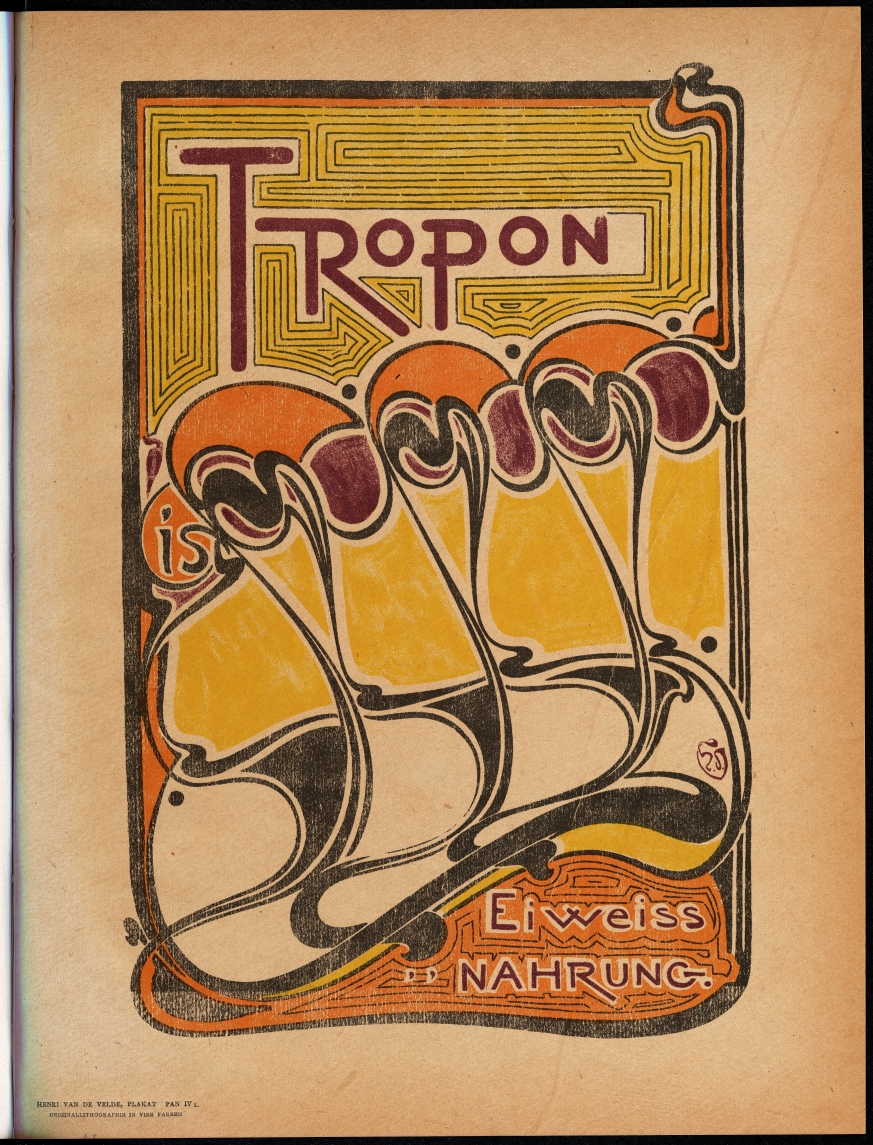 Tropon
is
Eiweiss
,, NAHRUNG.
HENRI VAN DE VELDE, PLAKAT PAN IV 1.
ORIGINALLITHOGRAPHIE IN VIER FARBEN